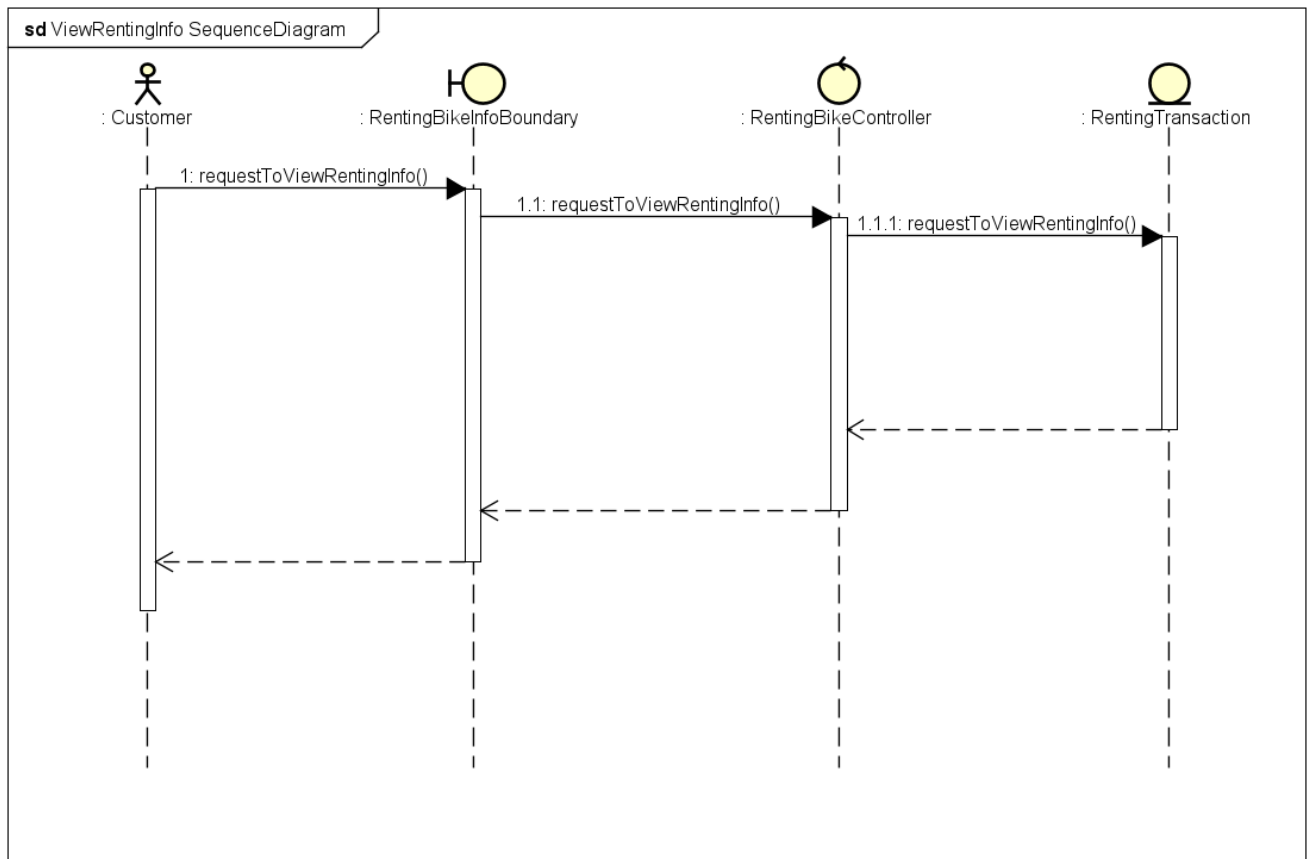 sd ViewRentingInfo SequenceDiagram
: Customer
: RentingBikeInfoBoundary
: RentingBikeController
: RentingTransaction
1: requestToViewRentingInfo()
1.1: requestToViewRentingInfo()
1.1.1: requestToViewRentingInfo()